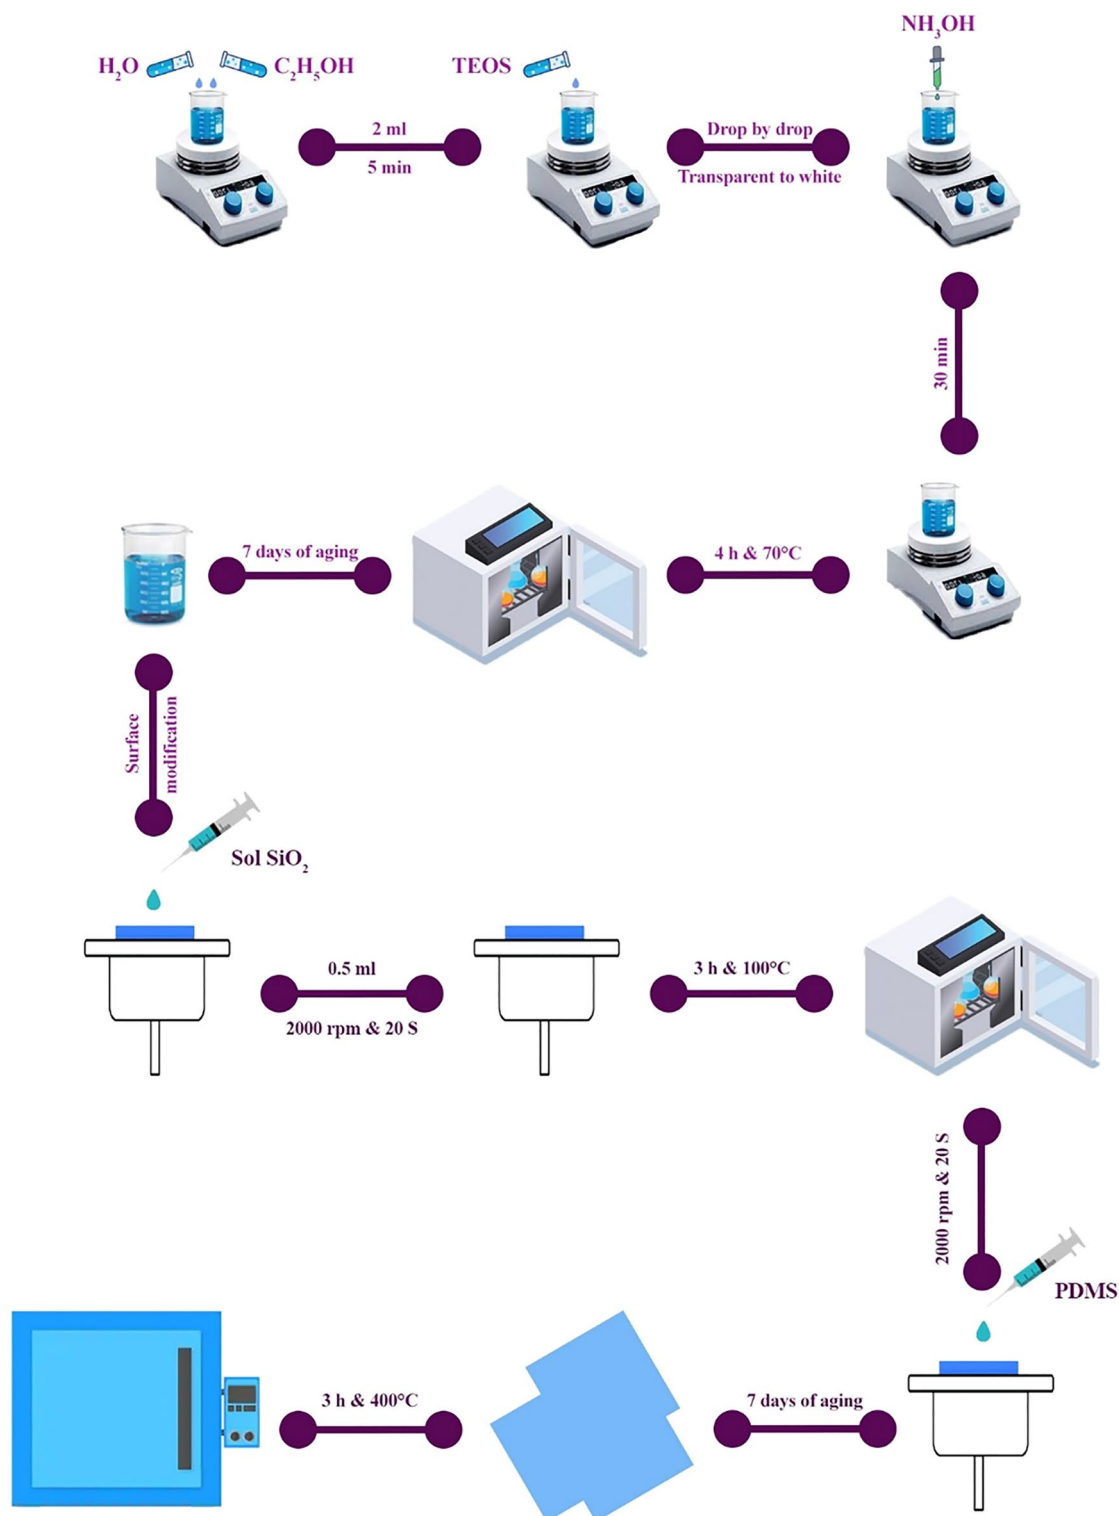 H₂O
C₂H₅OH
2 ml
5 min
TEOS
Drop by drop
Transparent to white
NH₃OH
30 min
4 h & 70°C
7 days of aging
Surface
modification
Sol SiO₂
0.5 ml
2000 rpm & 20 S
3 h & 100°C
2000 rpm & 20 S
PDMS
7 days of aging
3 h & 400°C